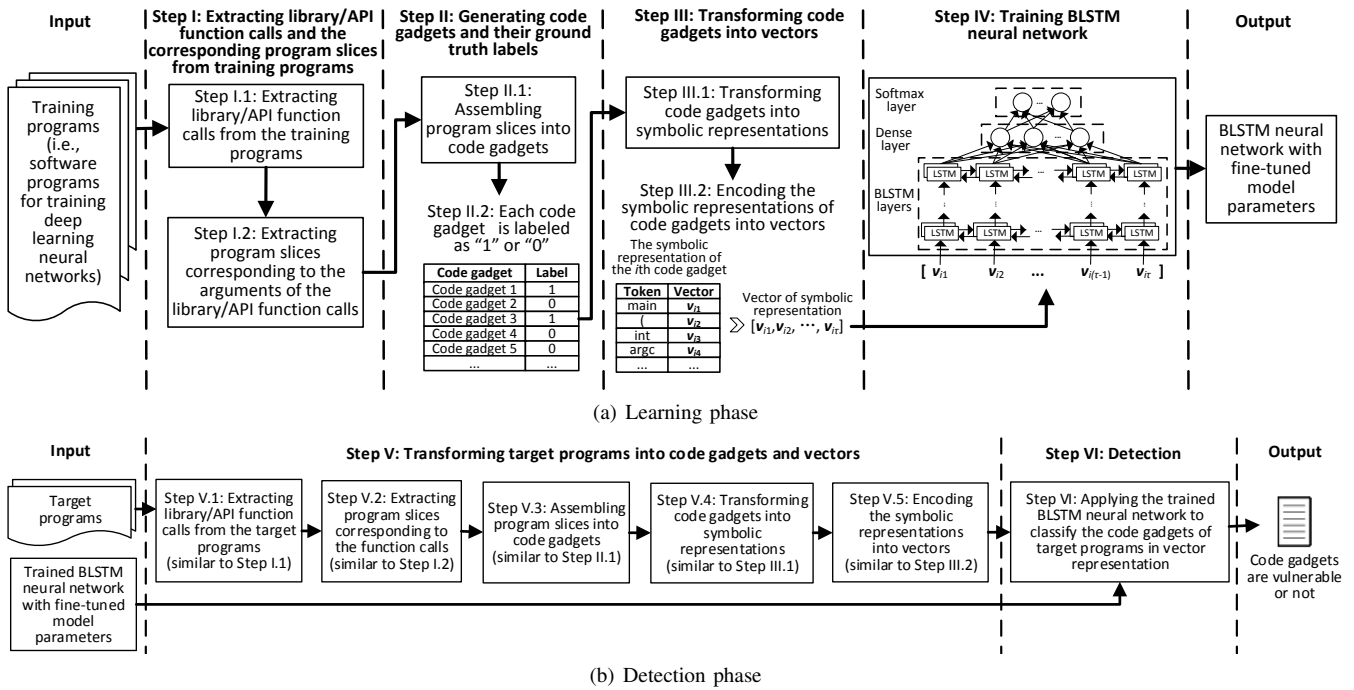 Input
Step I: Extracting library/API
function calls and the
corresponding program slices
from training programs
Step II: Generating code
gadgets and their ground
truth labels
Step III: Transforming code
gadgets into vectors
Step IV: Training BLSTM
neural network
Output
Training
programs
(i.e.,
software
programs
for training
deep
learning
neural
networks)
Step I.1: Extracting
library/API function
calls from the training
programs
Step I.2: Extracting
program slices
corresponding to the
arguments of the
library/API function calls
Step II.1:
Assembling
program slices into
code gadgets
Step II.2: Each code
gadget is labeled
as “1” or “0”
Code gadget Label
Code gadget 1 1
Code gadget 2 0
Code gadget 3 1
Code gadget 4 0
Code gadget 5 0
... ...
Step III.1: Transforming
code gadgets into
symbolic representations
Step III.2: Encoding the
symbolic representations of
code gadgets into vectors
The symbolic
representation of
the ith code gadget
Token Vector
main vi1
( vi2
int vi3
argc vi4
... ...
Vector of symbolic
representation
[vi1,vi2, ···, viτ]
Softmax
layer
...
Dense
layer
...
BLSTM
layers
LSTM LSTM ... LSTM LSTM
... ... ... ...
LSTM LSTM ... LSTM LSTM
[ vi1 vi2 ... vi(τ-1) viτ ]
BLSTM neural
network with
fine-tuned
model
parameters
(a) Learning phase
Input
Step V: Transforming target programs into code gadgets and vectors
Step VI: Detection
Output
Target
programs
Trained BLSTM
neural network
with fine-tuned
model
parameters
Step V.1: Extracting
library/API function
calls from the target
programs
(similar to Step I.1)
Step V.2: Extracting
program slices
corresponding to
the function calls
(similar to Step I.2)
Step V.3: Assembling
program slices into
code gadgets
(similar to Step II.1)
Step V.4: Transforming
code gadgets into
symbolic
representations
(similar to Step III.1)
Step V.5: Encoding
the symbolic
representations
into vectors
(similar to Step III.2)
Step VI: Applying the trained
BLSTM neural network to
classify the code gadgets of
target programs in vector
representation
Code gadgets
are vulnerable
or not
(b) Detection phase